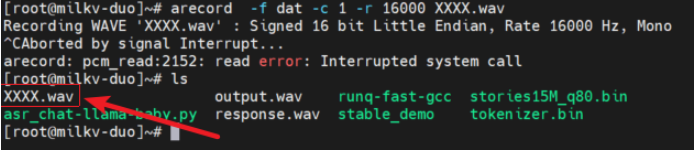 [root@milkv-duo]~# arecord  -f dat -c 1 -r 16000 XXXX.wav
Recording WAVE 'XXXX.wav' : Signed 16 bit Little Endian, Rate 16000 Hz, Mono
^CAborted by signal Interrupt...
arecord: pcm_read:2152: read error: Interrupted system call
[root@milkv-duo]~# ls
XXXX.wav output.wav runq-fast-gcc stories15M_q80.bin
asr_chat-llama-baby.py response.wav stable_demo tokenizer.bin
[root@milkv-duo]~#